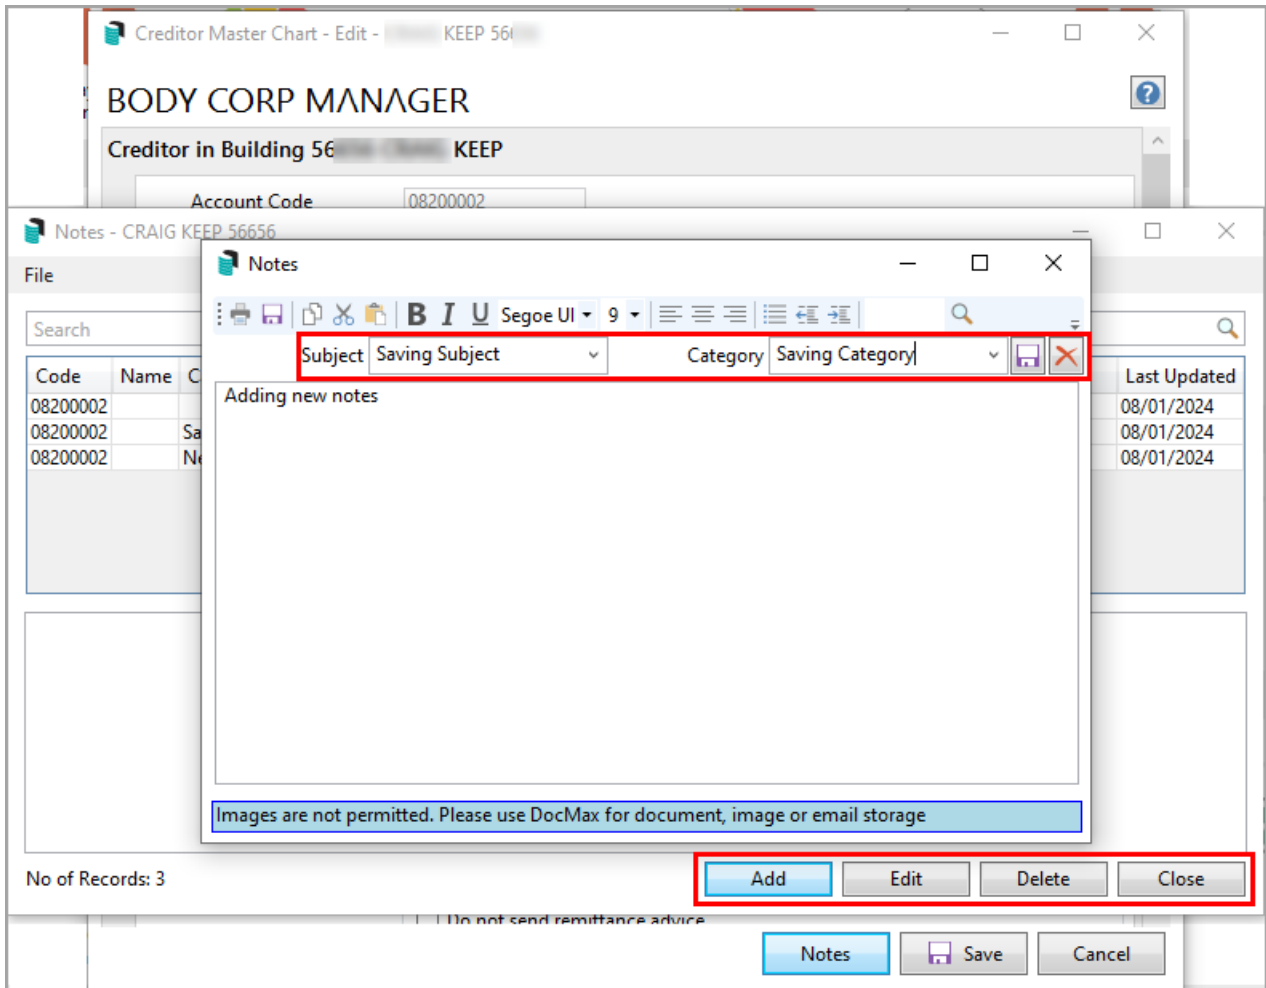 Creditor Master Chart - Edit - KEEP 56
BODY CORP MANAGER
Creditor in Building 56 KEEP
Account Code 08200002
Notes - CRAIG KEEP 56656
File
Notes
B I U Segoe UI 9
Search
Subject Saving Subject Category Saving Category
Code Name C Last Updated
Adding new notes
08200002 08/01/2024
08200002 Sa 08/01/2024
08200002 Ne 08/01/2024
Images are not permitted. Please use DocMax for document, image or email storage
No of Records: 3
Add Edit Delete Close
Do not send remittance advice
Notes Save Cancel